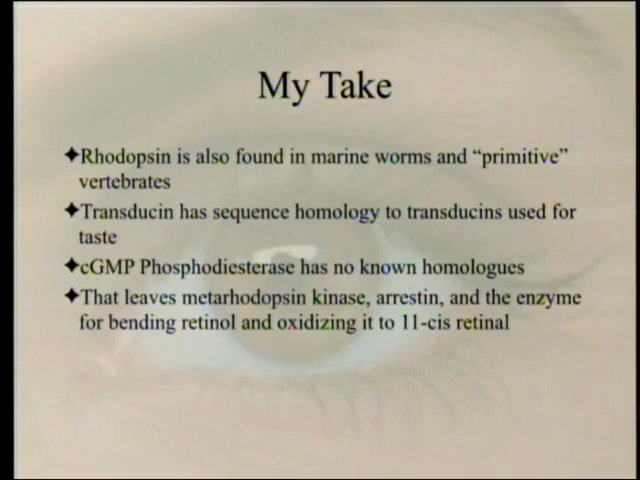 My Take
✦Rhodopsin is also found in marine worms and “primitive”
vertebrates
✦Transducin has sequence homology to transducins used for
taste
✦cGMP Phosphodiesterase has no known homologues
✦That leaves metarhodopsin kinase, arrestin, and the enzyme
for bending retinol and oxidizing it to 11-cis retinal